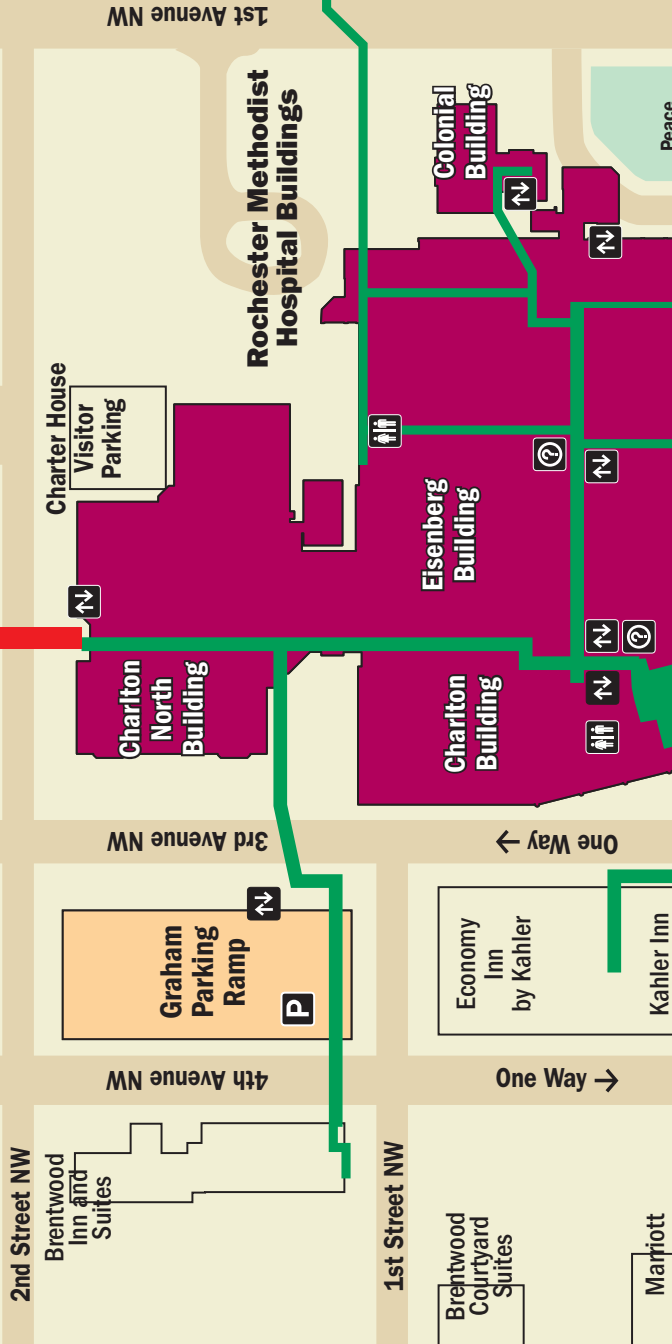 1st Avenue NW
Rochester Methodist
Hospital Buildings
Colonial
Building
Peace
Charter House
Visitor
Parking
Eisenberg
Building
?
?
Charlton
North
Building
Charlton
Building
3rd Avenue NW
One Way →
Graham
Parking
Ramp
P
Economy
Inn
by Kahler
Kahler Inn
4th Avenue NW
One Way →
2nd Street NW
Brentwood
Inn and
Suites
1st Street NW
Brentwood
Courtyard
Suites
Marriott